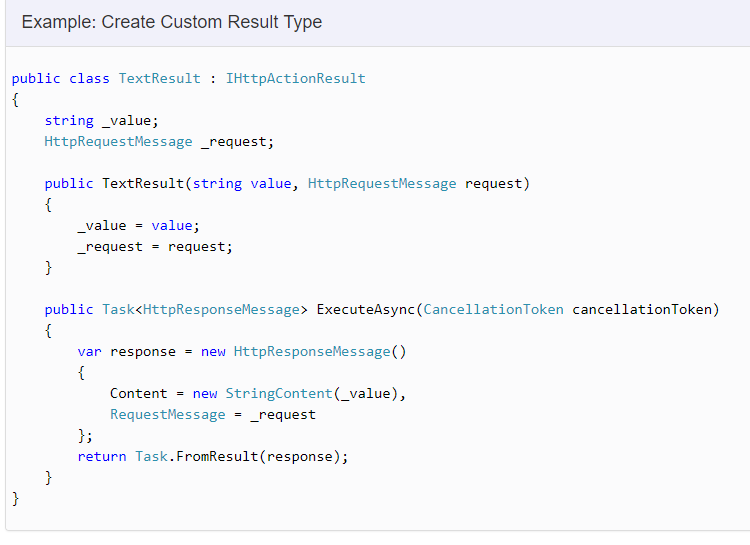 Example: Create Custom Result Type
public class TextResult : IHttpActionResult
{
    string _value;
    HttpRequestMessage _request;

    public TextResult(string value, HttpRequestMessage request)
    {
        _value = value;
        _request = request;
    }

    public Task<HttpResponseMessage> ExecuteAsync(CancellationToken cancellationToken)
    {
        var response = new HttpResponseMessage()
        {
            Content = new StringContent(_value),
            RequestMessage = _request
        };
        return Task.FromResult(response);
    }
}